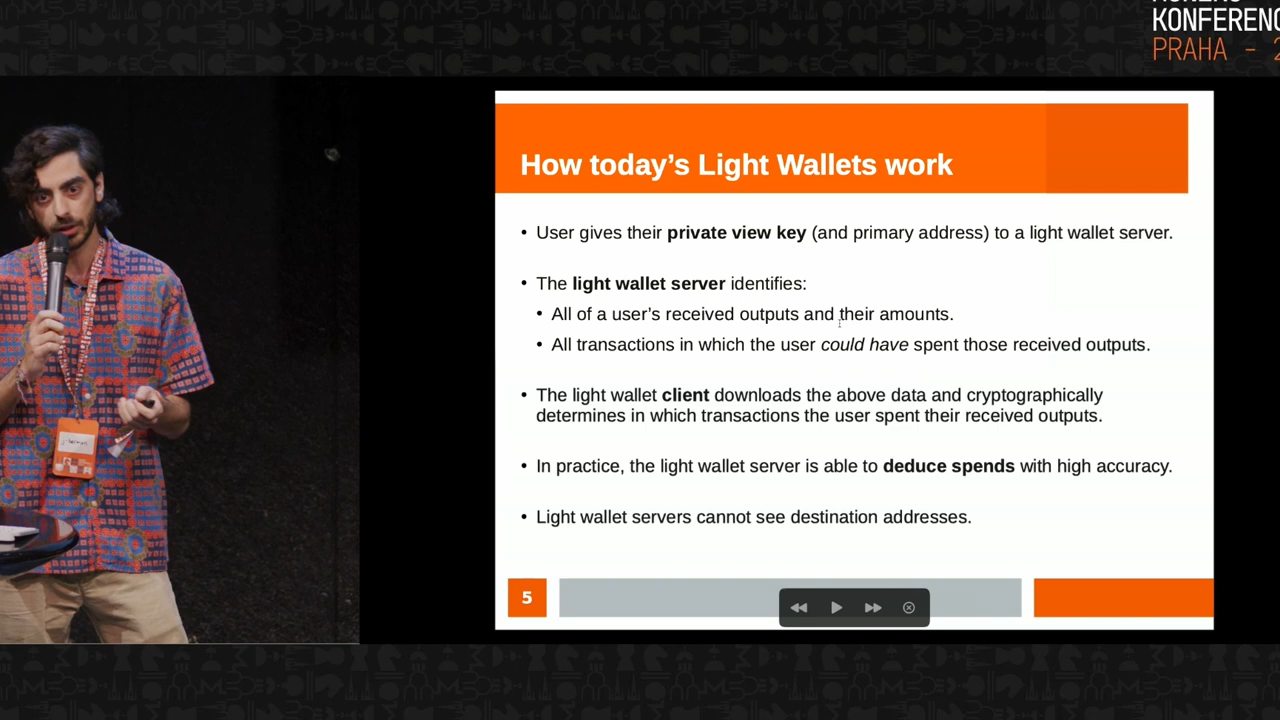 KONFERENC
PRAHA - 2
How today’s Light Wallets work
• User gives their private view key (and primary address) to a light wallet server.
• The light wallet server identifies:
• All of a user’s received outputs and their amounts.
• All transactions in which the user could have spent those received outputs.
• The light wallet client downloads the above data and cryptographically
determines in which transactions the user spent their received outputs.
• In practice, the light wallet server is able to deduce spends with high accuracy.
• Light wallet servers cannot see destination addresses.
5